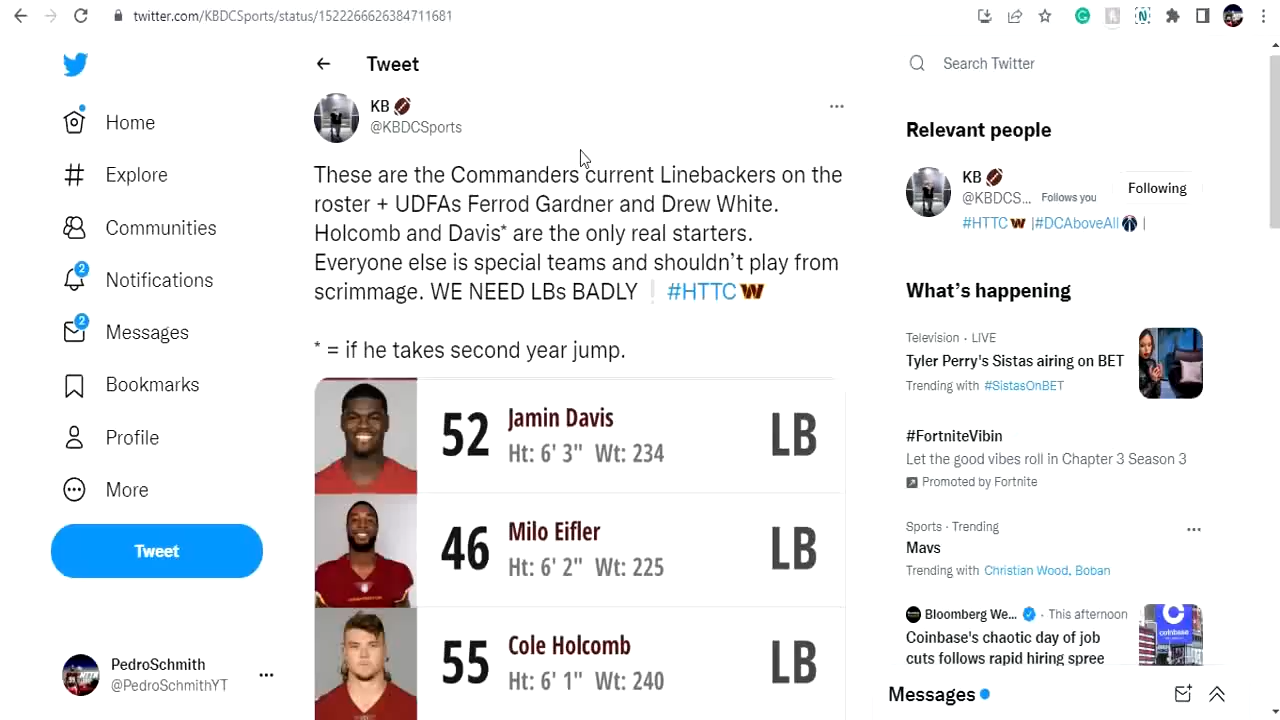 twitter.com/KBDCSports/status/1522266626384711681
Home
Explore
Communities
2
Notifications
2
Messages
Bookmarks
Profile
More
Tweet
PedroSchmith
@PedroSchmithYT
Tweet
KB
@KBDCSports
These are the Commanders current Linebackers on the
roster + UDFAs Ferrod Gardner and Drew White.
Holcomb and Davis* are the only real starters.
Everyone else is special teams and shouldn't play from
scrimmage. WE NEED LBs BADLY❕#HTTC
* = if he takes second year jump.
52 Jamin Davis LB
Ht: 6' 3" Wt: 234
46 Milo Eifler LB
Ht: 6' 2" Wt: 225
55 Cole Holcomb LB
Ht: 6' 1" Wt: 240
Search Twitter
Relevant people
KB
@KBDCS... Follows you
Following
#HTTC |#DCAboveAll |
What's happening
Television · LIVE
Tyler Perry's Sistas airing on BET
Trending with #SistasOnBET
#FortniteVibin
Let the good vibes roll in Chapter 3 Season 3
Promoted by Fortnite
Sports · Trending
Mavs
Trending with Christian Wood, Boban
Bloomberg We... · This afternoon
Coinbase's chaotic day of job
cuts follows rapid hiring spree
coinbase
Messages